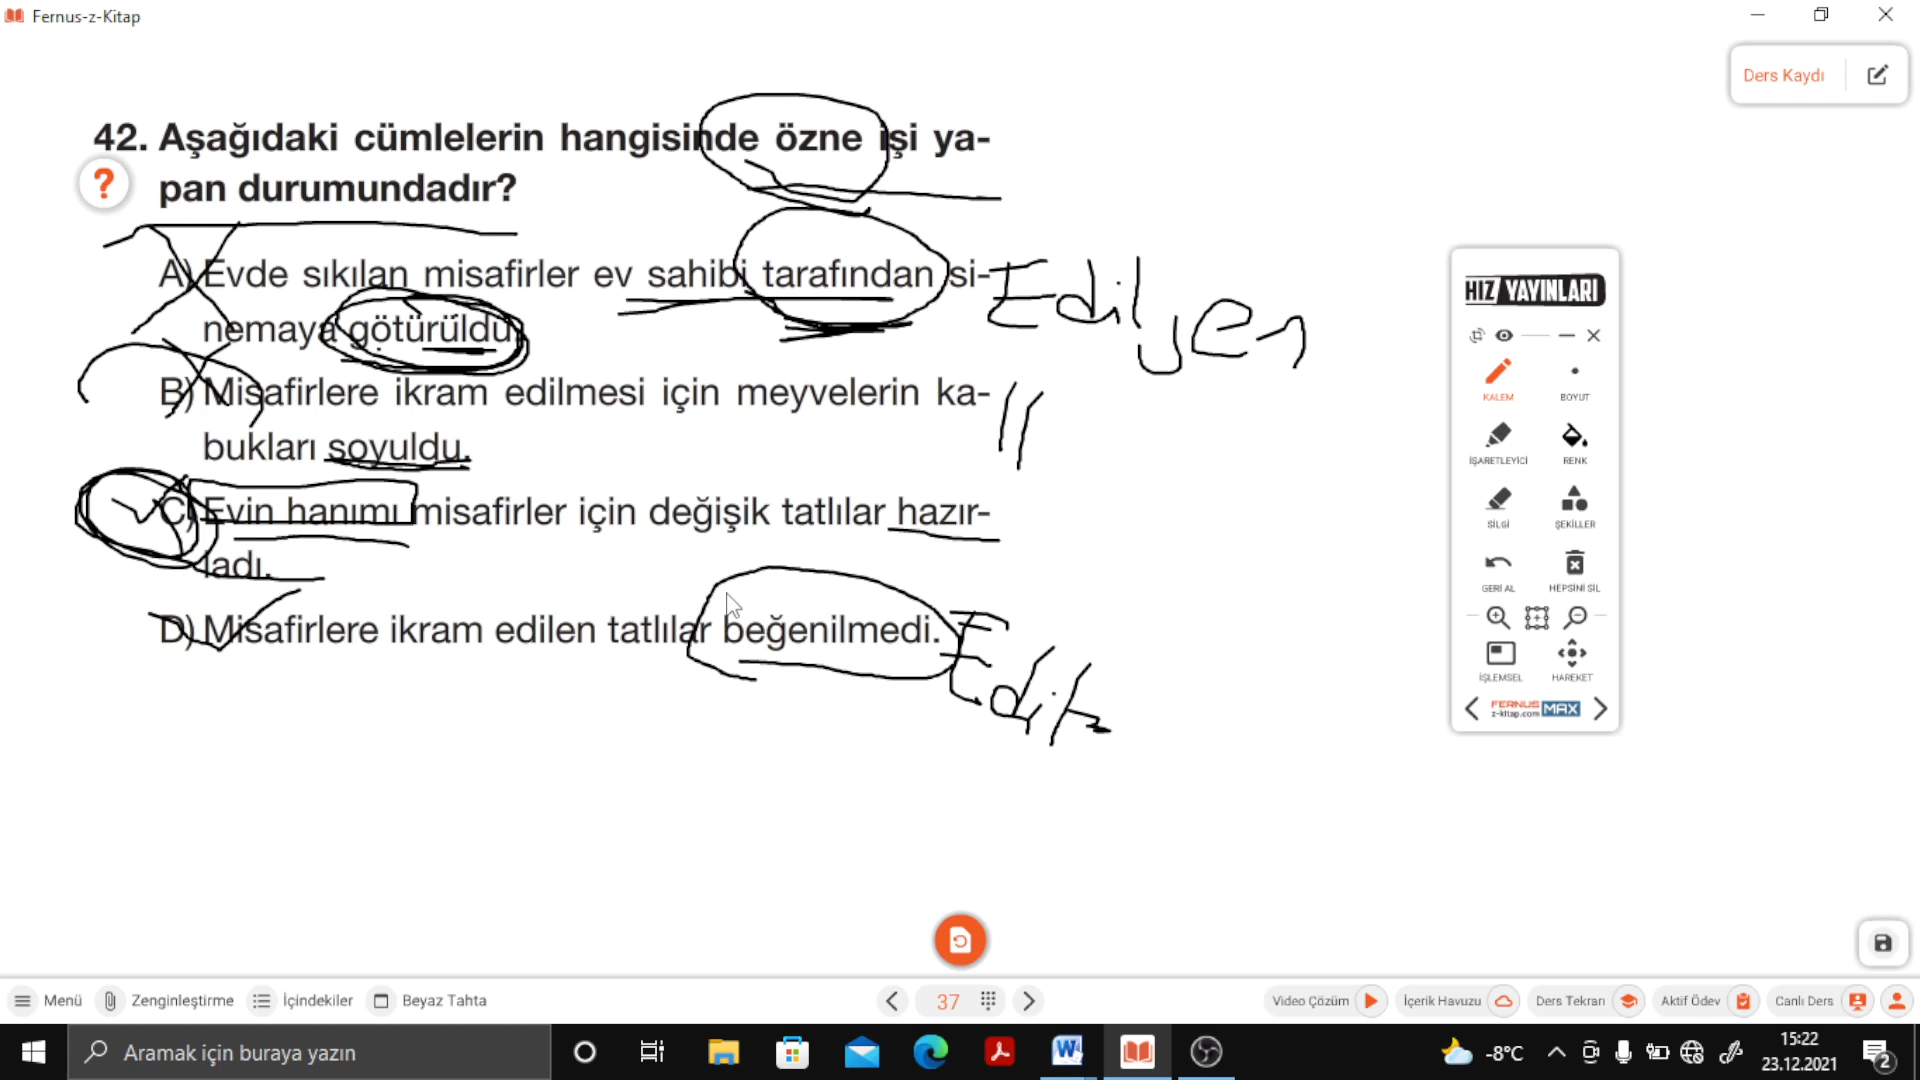 Fernus-z-Kitap
Ders Kaydı
42. Aşağıdaki cümlelerin hangisinde özne işi ya-
pan durumundadır?
?
A) Evde sıkılan misafirler ev sahibi tarafından si-
nemaya götürüldü.
Edilgen
B) Misafirlere ikram edilmesi için meyvelerin ka-
bukları soyuldu.
C) Evin hanımı misafirler için değişik tatlılar hazır-
ladı.
D) Misafirlere ikram edilen tatlılar beğenilmedi.
HIZ YAYINLARI
KALEM BOYUT
İŞARETLEYİCİ RENK
SİLGİ ŞEKİLLER
GERİ AL HEPSİNİ SİL
İŞLEMSEL HAREKET
FERNUS
z-kitap.com MAX
Menü Zenginleştirme İçindekiler Beyaz Tahta 37 Video Çözüm İçerik Havuzu Ders Tekrarı Aktif Ödev Canlı Ders
Aramak için buraya yazın -8°C 15:22
23.12.2021 2